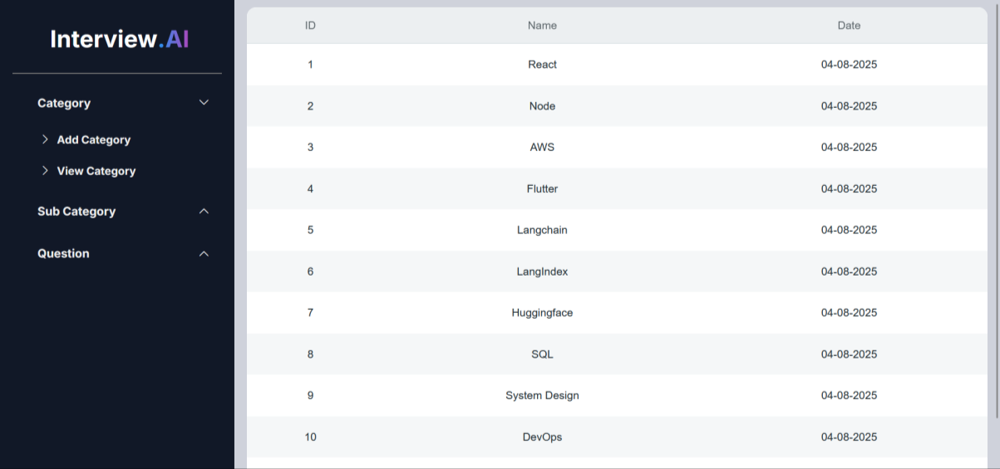 Interview.AI
Category
Add Category
View Category
Sub Category
Question
ID Name Date
1 React 04-08-2025
2 Node 04-08-2025
3 AWS 04-08-2025
4 Flutter 04-08-2025
5 Langchain 04-08-2025
6 LangIndex 04-08-2025
7 Huggingface 04-08-2025
8 SQL 04-08-2025
9 System Design 04-08-2025
10 DevOps 04-08-2025